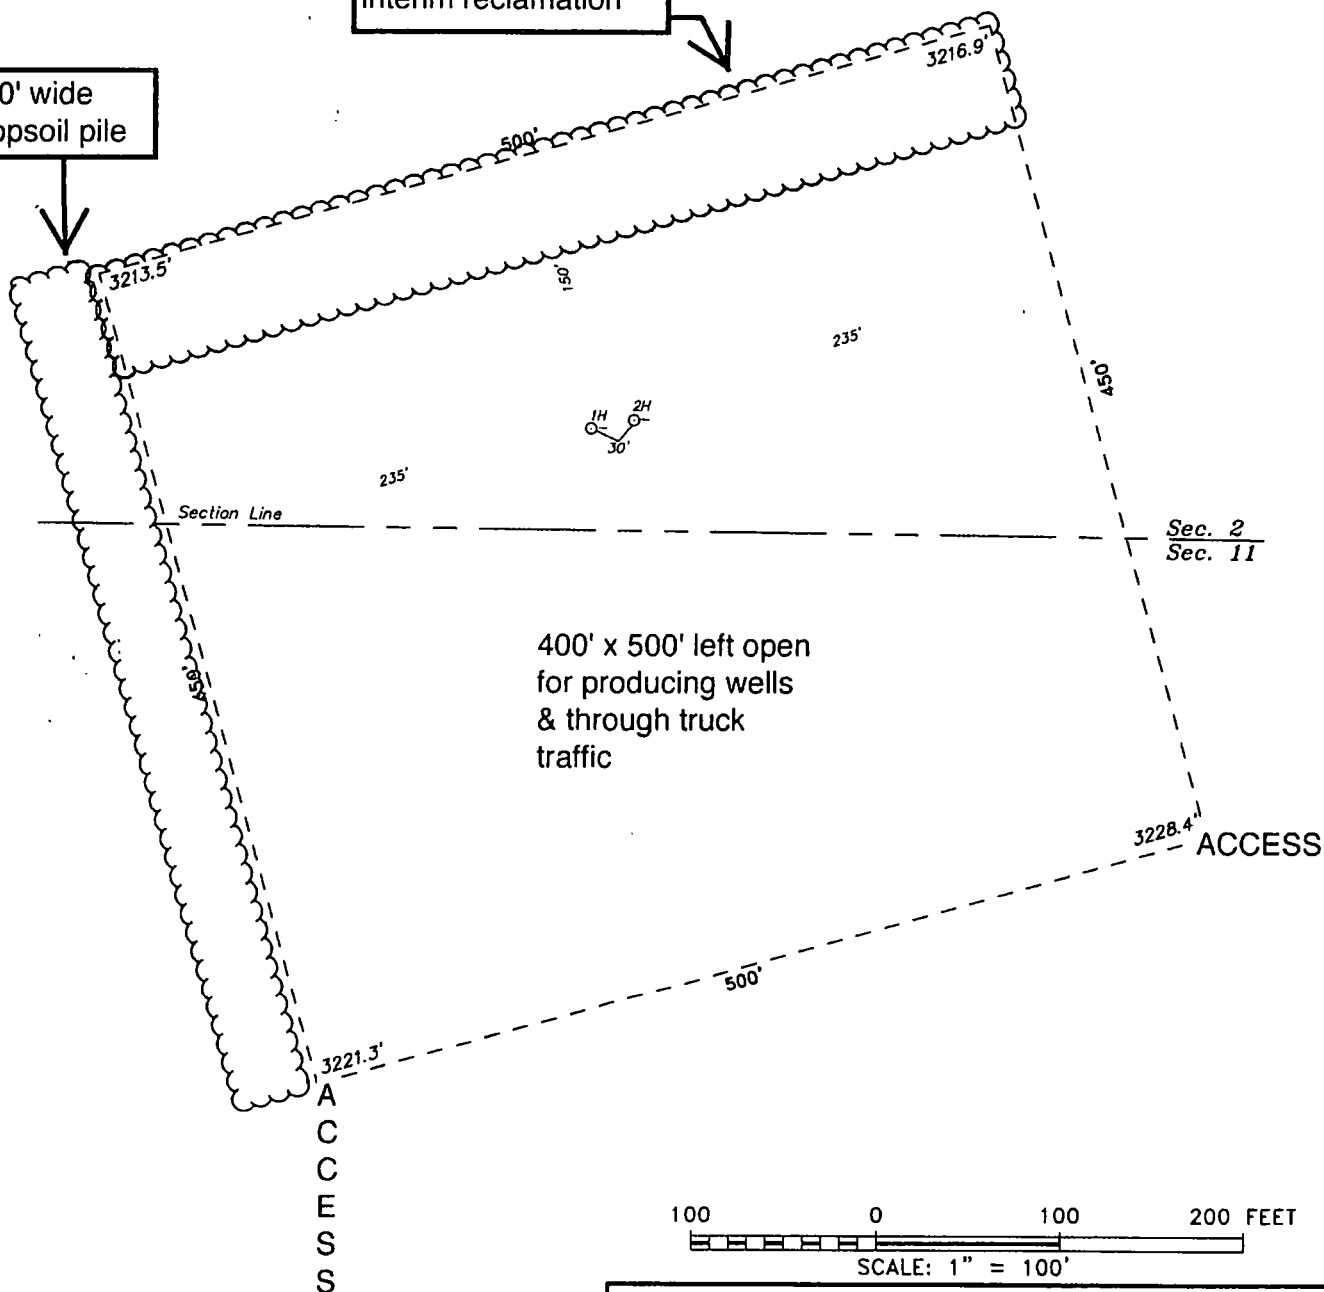 interim reclamation
0' wide
opsoil pile
3216.9'
500'
3213.5'
150'
235'
450'
1H
2H
30'
235'
Section Line
Sec. 2
Sec. 11
400' x 500' left open
for producing wells
& through truck
traffic
450'
3228.4'
ACCESS
500'
3221.3'
A
C
C
E
S
S
100 0 100 200 FEET
SCALE: 1" = 100'